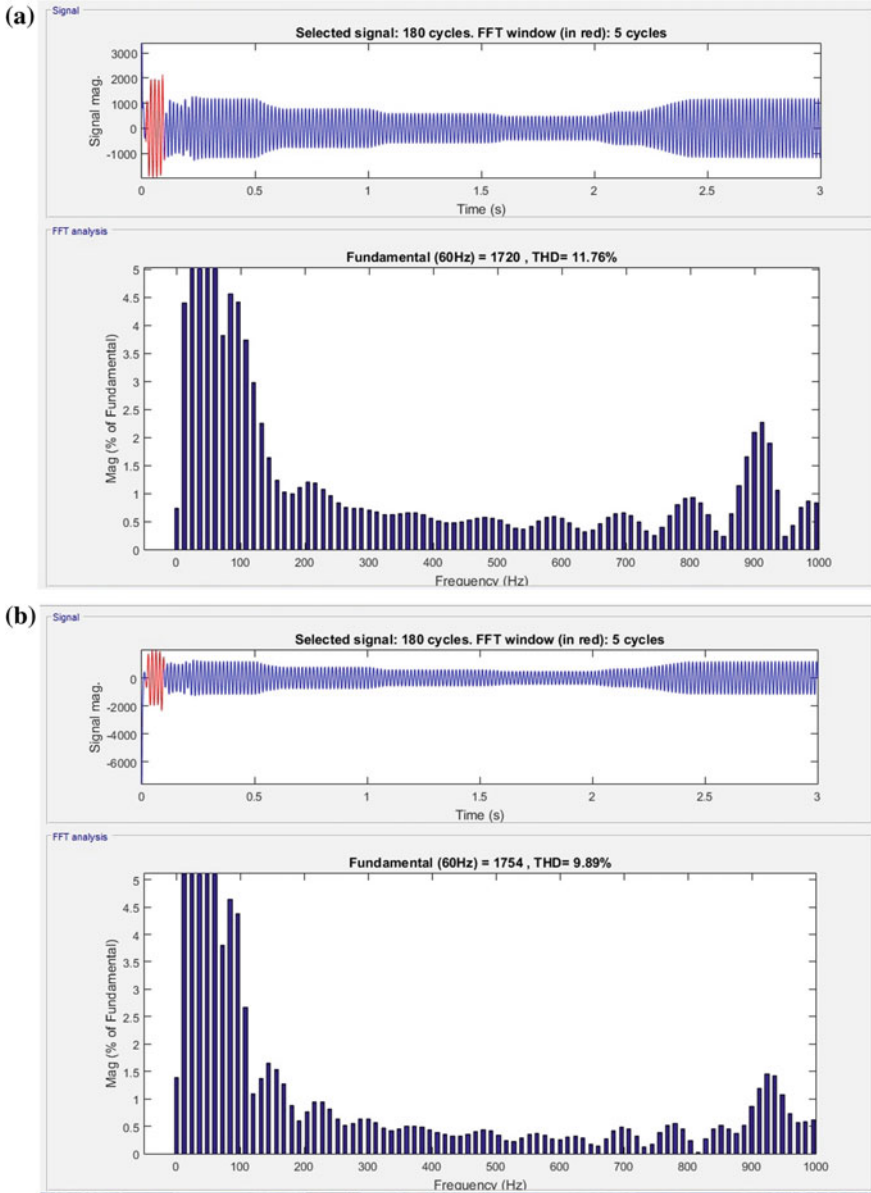 (a)
Signal
Selected signal: 180 cycles. FFT window (in red): 5 cycles
3000
2000
1000
0
-1000
Signal mag.
0 0.5 1 1.5 2 2.5 3
Time (s)
FFT analysis
Fundamental (60Hz) = 1720 , THD= 11.76%
5
4.5
4
3.5
3
2.5
2
1.5
1
0.5
0
Mag (% of Fundamental)
0 100 200 300 400 500 600 700 800 900 1000
Frequency (Hz)
(b)
Signal
Selected signal: 180 cycles. FFT window (in red): 5 cycles
0
-2000
-4000
-6000
Signal mag.
0 0.5 1 1.5 2 2.5 3
Time (s)
FFT analysis
Fundamental (60Hz) = 1754 , THD= 9.89%
5
4.5
4
3.5
3
2.5
2
1.5
1
0.5
0
Mag (% of Fundamental)
0 100 200 300 400 500 600 700 800 900 1000
Frequency (Hz)